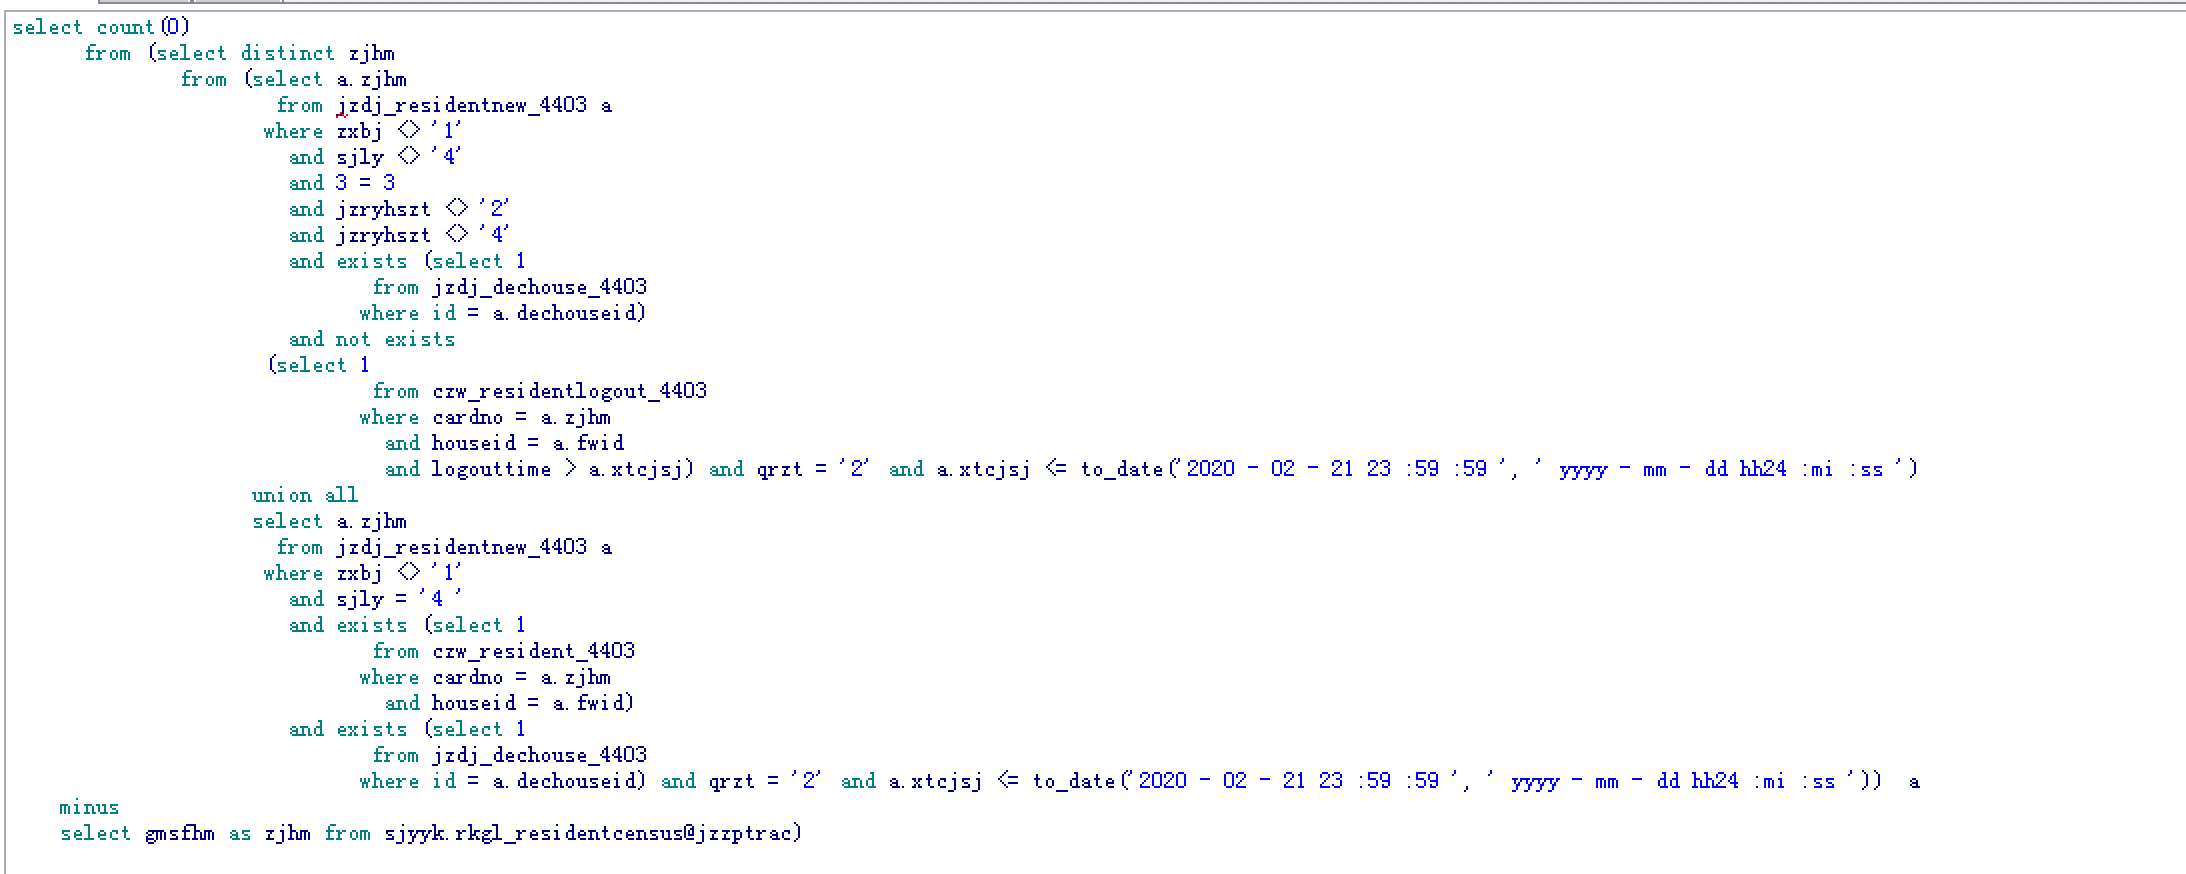 select count(0)
from (select distinct zjhm
from (select a.zjhm
from jzdj_residentnew_4403 a
where zxbj <> '1'
and sjly <> '4'
and 3 = 3
and jzryhszt <> '2'
and jzryhszt <> '4'
and exists (select 1
from jzdj_dechouse_4403
where id = a.dechouseid)
and not exists
(select 1
from czw_residentlogout_4403
where cardno = a.zjhm
and houseid = a.fwid
and logouttime > a.xtcjsj) and qrzt = '2' and a.xtcjsj <= to_date('2020 - 02 - 21 23 :59 :59 ', ' yyyy - mm - dd hh24 :mi :ss ')
union all
select a.zjhm
from jzdj_residentnew_4403 a
where zxbj <> '1'
and sjly = '4 '
and exists (select 1
from czw_resident_4403
where cardno = a.zjhm
and houseid = a.fwid)
and exists (select 1
from jzdj_dechouse_4403
where id = a.dechouseid) and qrzt = '2' and a.xtcjsj <= to_date('2020 - 02 - 21 23 :59 :59 ', ' yyyy - mm - dd hh24 :mi :ss ')) a
minus
select gmsfhm as zjhm from sjyyk.rkgl_residentcensus@jzzptrac)